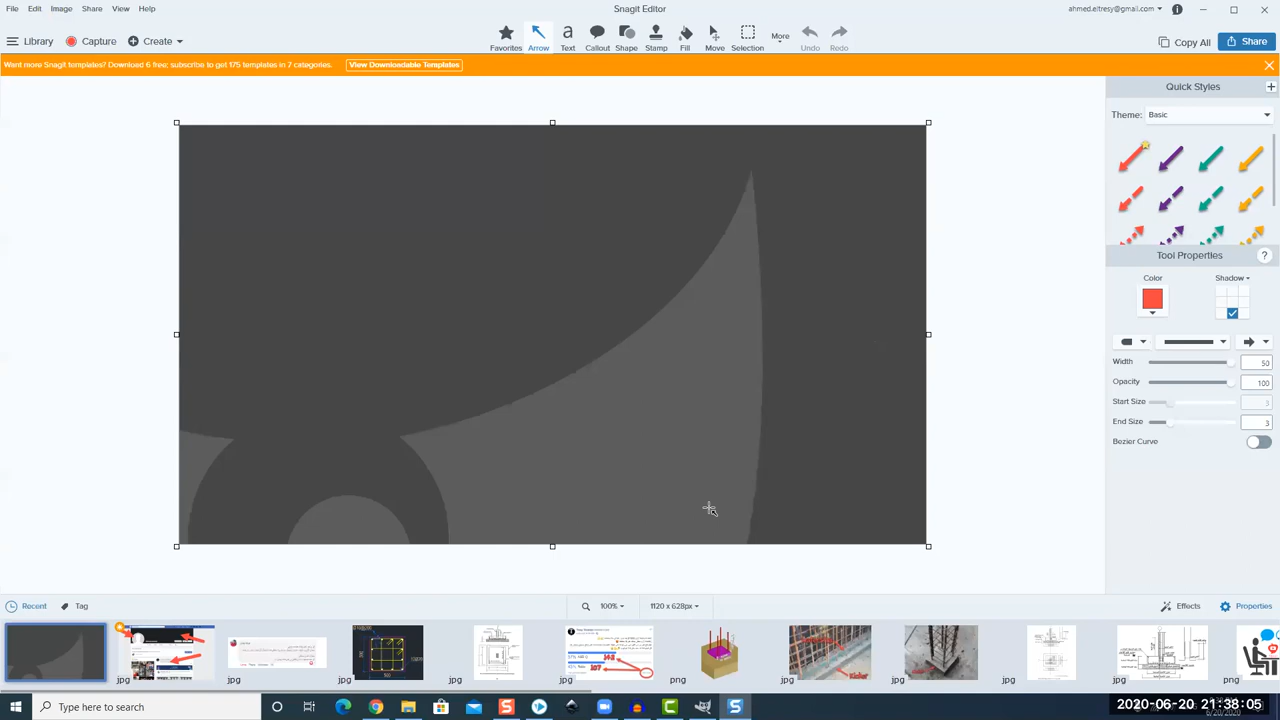 File Edit Image Share View Help
Snagit Editor
ahmed.eltresy@gmail.com
Library Capture Create
Favorites Arrow Text Callout Shape Stamp Fill Move Selection More Undo Redo
Copy All Share
Want more Snagit templates? Download 6 free; subscribe to get 175 templates in 7 categories. View Downloadable Templates
Quick Styles
Theme: Basic
Tool Properties ?
Color Shadow
Width 50
Opacity 100
Start Size 3
End Size 3
Bezier Curve
Recent Tag 100% 1120 x 628px Effects Properties
jpg jpg jpg jpg png jpg jpg jpg png
Type here to search
2020-06-20 21:38:05